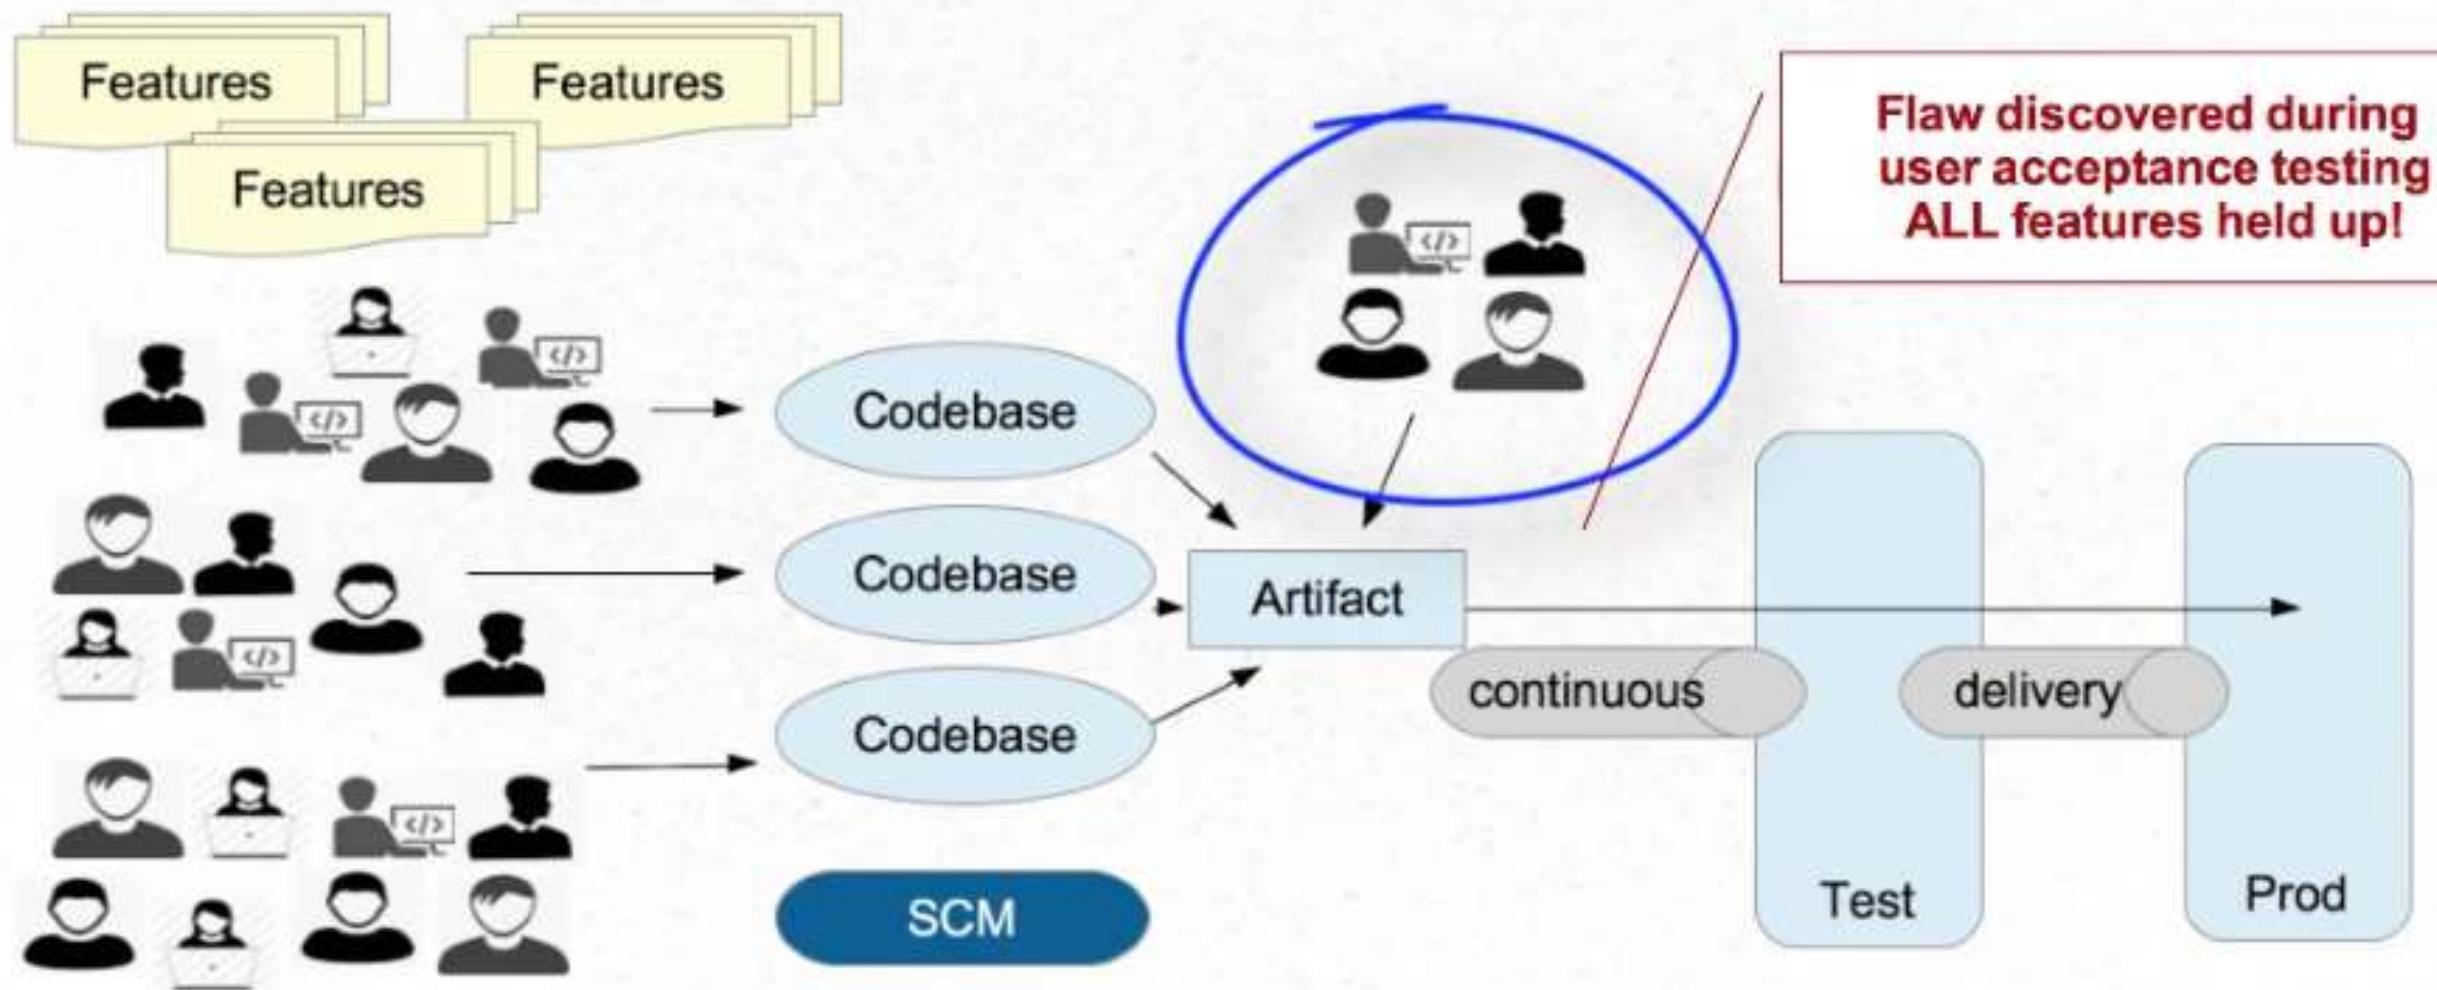 Features
Features
Features
Flaw discovered during
user acceptance testing
ALL features held up!
</>
</>
</>
Codebase
Codebase
</>
Artifact
continuous
delivery
Codebase
</>
SCM
Test
Prod